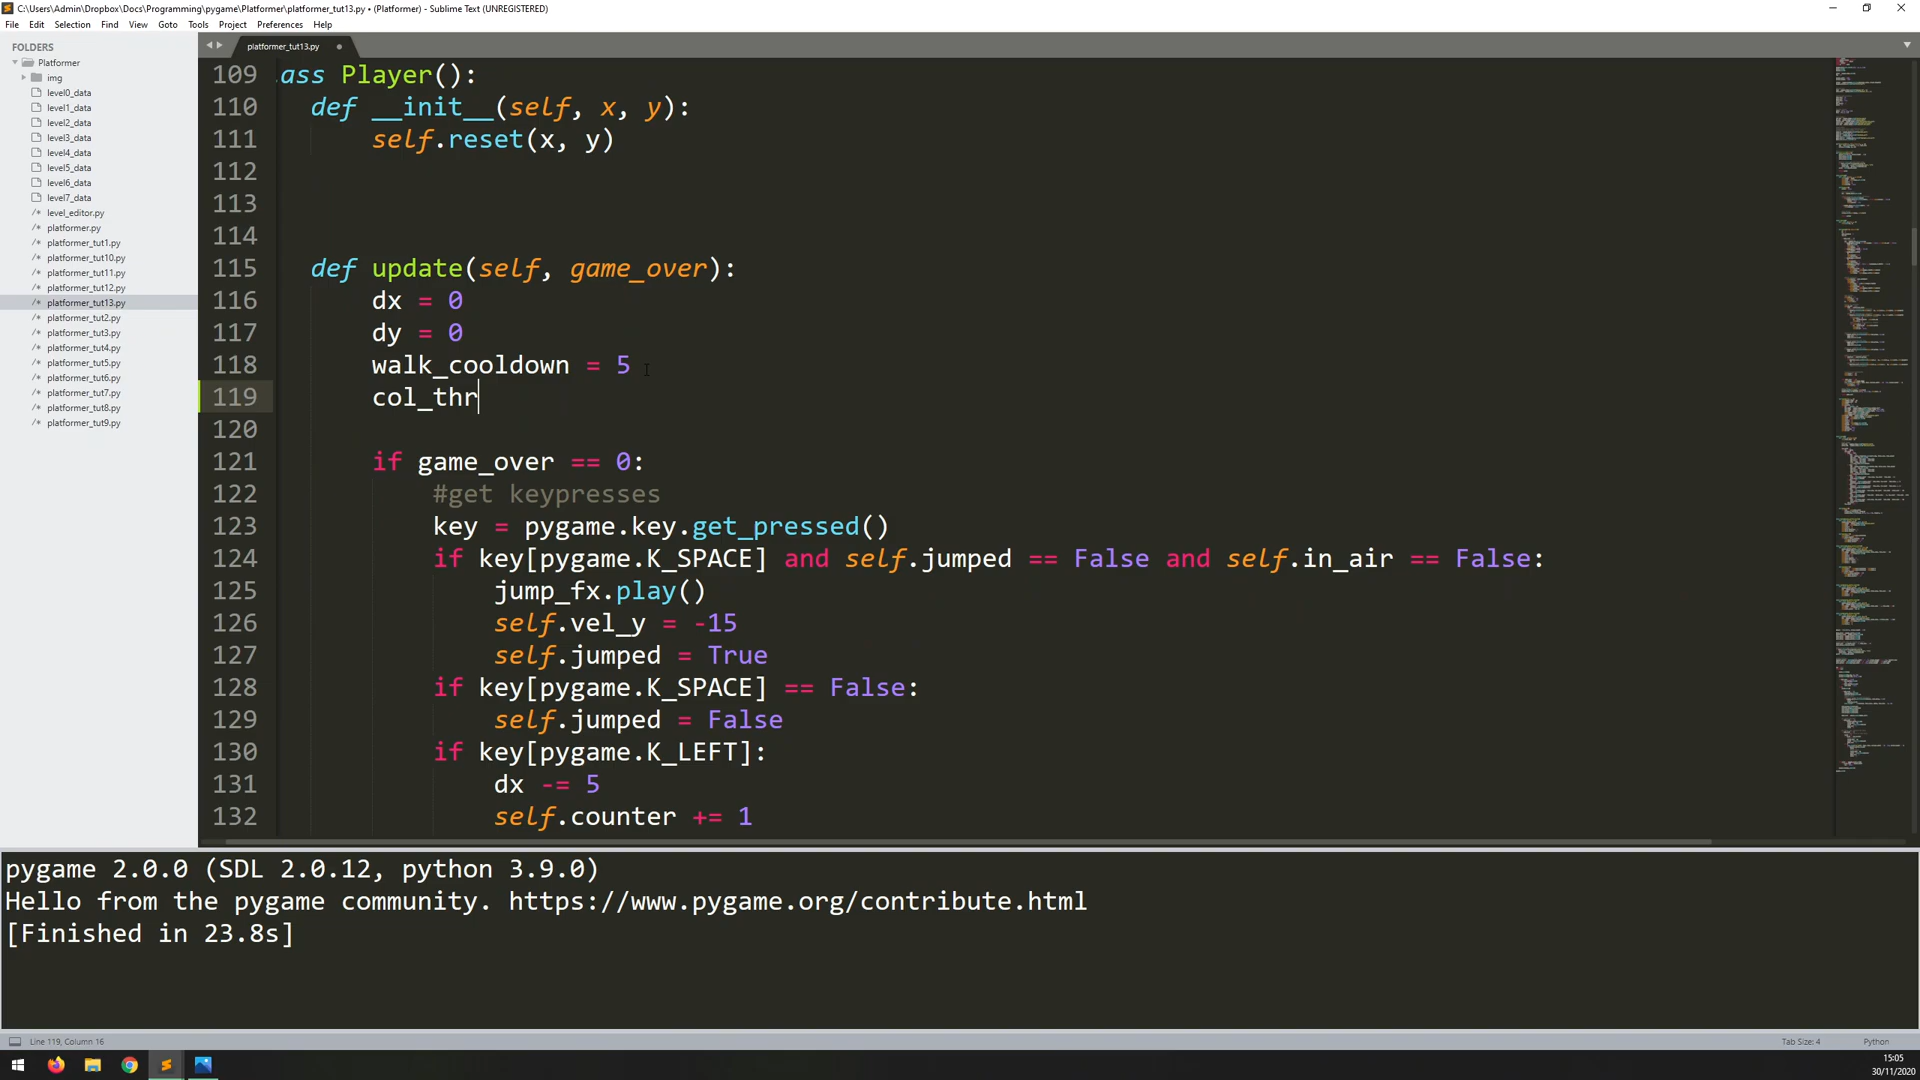 C:\Users\Admin\Dropbox\Docs\Programming\pygame\Platformer\platformer_tut13.py • (Platformer) - Sublime Text (UNREGISTERED)
File Edit Selection Find View Goto Tools Project Preferences Help
FOLDERS
Platformer
img
level0_data
level1_data
level2_data
level3_data
level4_data
level5_data
level6_data
level7_data
level_editor.py
platformer.py
platformer_tut1.py
platformer_tut10.py
platformer_tut11.py
platformer_tut12.py
platformer_tut13.py
platformer_tut2.py
platformer_tut3.py
platformer_tut4.py
platformer_tut5.py
platformer_tut6.py
platformer_tut7.py
platformer_tut8.py
platformer_tut9.py
platformer_tut13.py
109 ass Player():
110 def __init__(self, x, y):
111 self.reset(x, y)
112
113
114
115 def update(self, game_over):
116 dx = 0
117 dy = 0
118 walk_cooldown = 5
119 col_thr
120
121 if game_over == 0:
122 #get keypresses
123 key = pygame.key.get_pressed()
124 if key[pygame.K_SPACE] and self.jumped == False and self.in_air == False:
125 jump_fx.play()
126 self.vel_y = -15
127 self.jumped = True
128 if key[pygame.K_SPACE] == False:
129 self.jumped = False
130 if key[pygame.K_LEFT]:
131 dx -= 5
132 self.counter += 1
pygame 2.0.0 (SDL 2.0.12, python 3.9.0)
Hello from the pygame community. https://www.pygame.org/contribute.html
[Finished in 23.8s]
Line 119, Column 16
Tab Size: 4
Python
15:05
30/11/2020